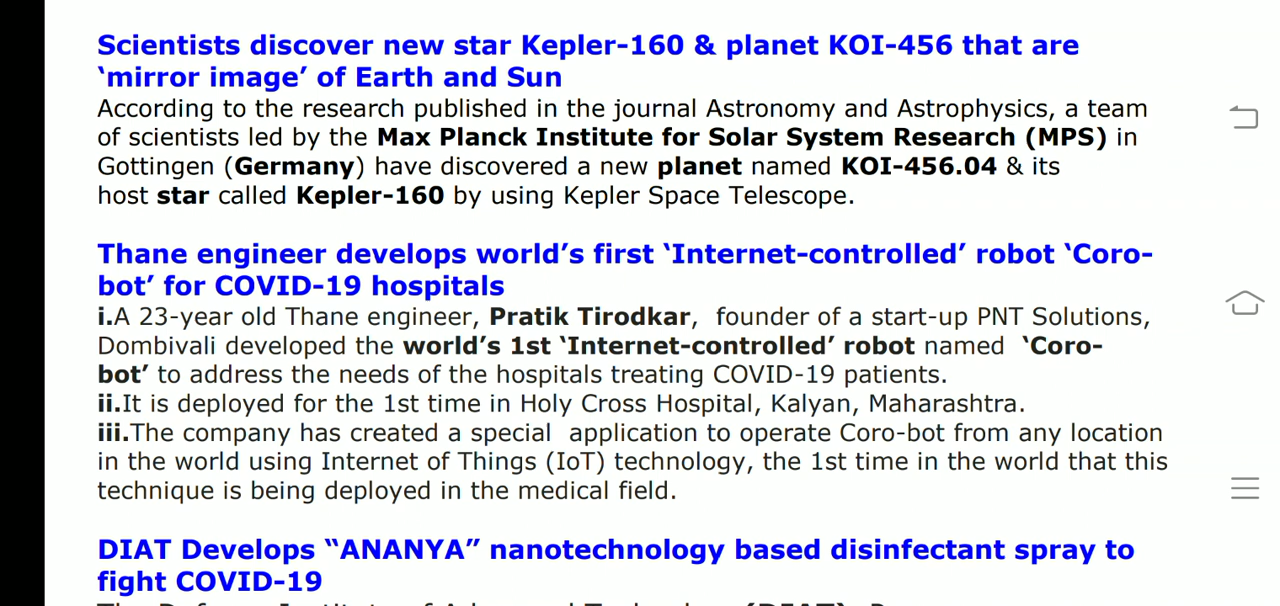 Scientists discover new star Kepler-160 & planet KOI-456 that are
‘mirror image’ of Earth and Sun
According to the research published in the journal Astronomy and Astrophysics, a team
of scientists led by the Max Planck Institute for Solar System Research (MPS) in
Gottingen (Germany) have discovered a new planet named KOI-456.04 & its
host star called Kepler-160 by using Kepler Space Telescope.
Thane engineer develops world’s first ‘Internet-controlled’ robot ‘Coro-
bot’ for COVID-19 hospitals
i.A 23-year old Thane engineer, Pratik Tirodkar, founder of a start-up PNT Solutions,
Dombivali developed the world’s 1st ‘Internet-controlled’ robot named ‘Coro-
bot’ to address the needs of the hospitals treating COVID-19 patients.
ii.It is deployed for the 1st time in Holy Cross Hospital, Kalyan, Maharashtra.
iii.The company has created a special application to operate Coro-bot from any location
in the world using Internet of Things (IoT) technology, the 1st time in the world that this
technique is being deployed in the medical field.
DIAT Develops “ANANYA” nanotechnology based disinfectant spray to
fight COVID-19